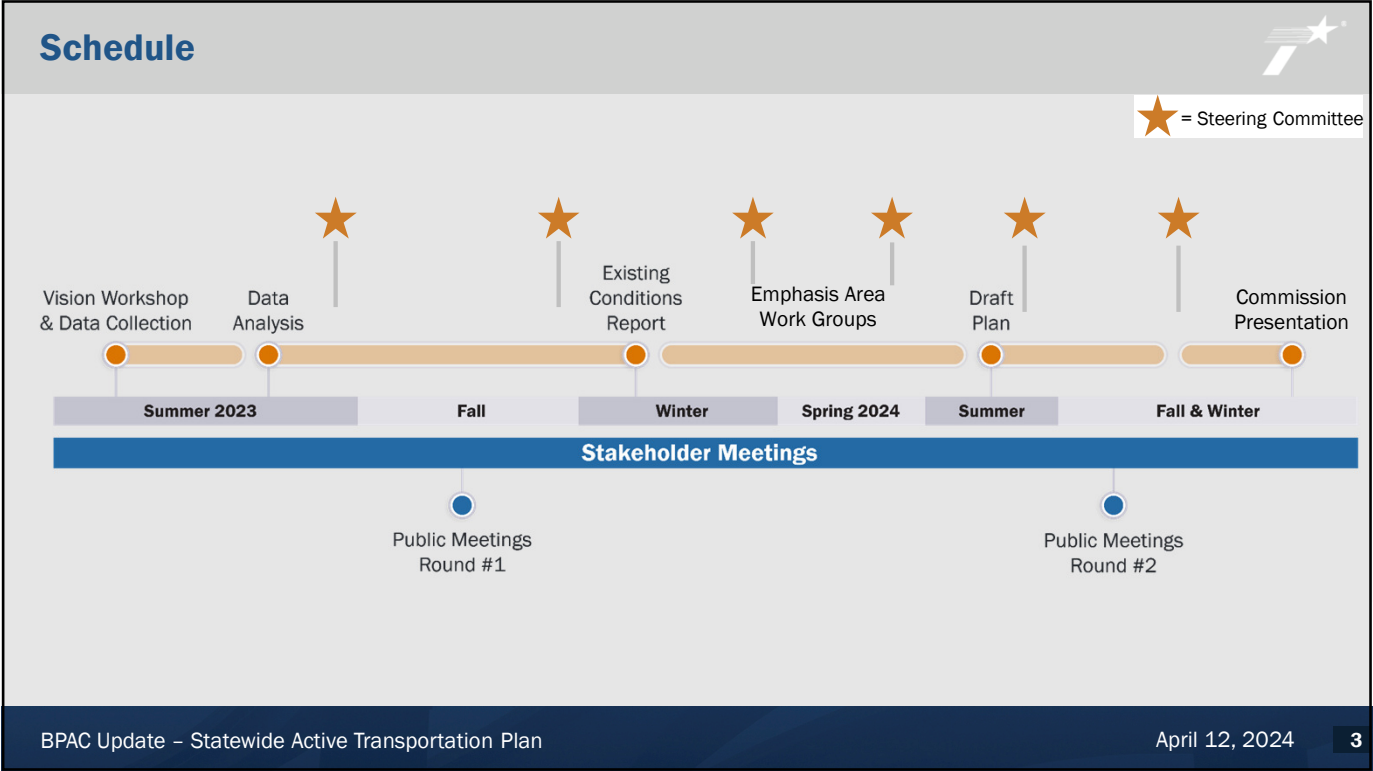 Schedule
= Steering Committee
Vision Workshop
& Data Collection
Data
Analysis
Existing
Conditions
Report
Emphasis Area
Work Groups
Draft
Plan
Commission
Presentation
Summer 2023
Fall
Winter
Spring 2024
Summer
Fall & Winter
Stakeholder Meetings
Public Meetings
Round #1
Public Meetings
Round #2
BPAC Update – Statewide Active Transportation Plan
April 12, 2024
3